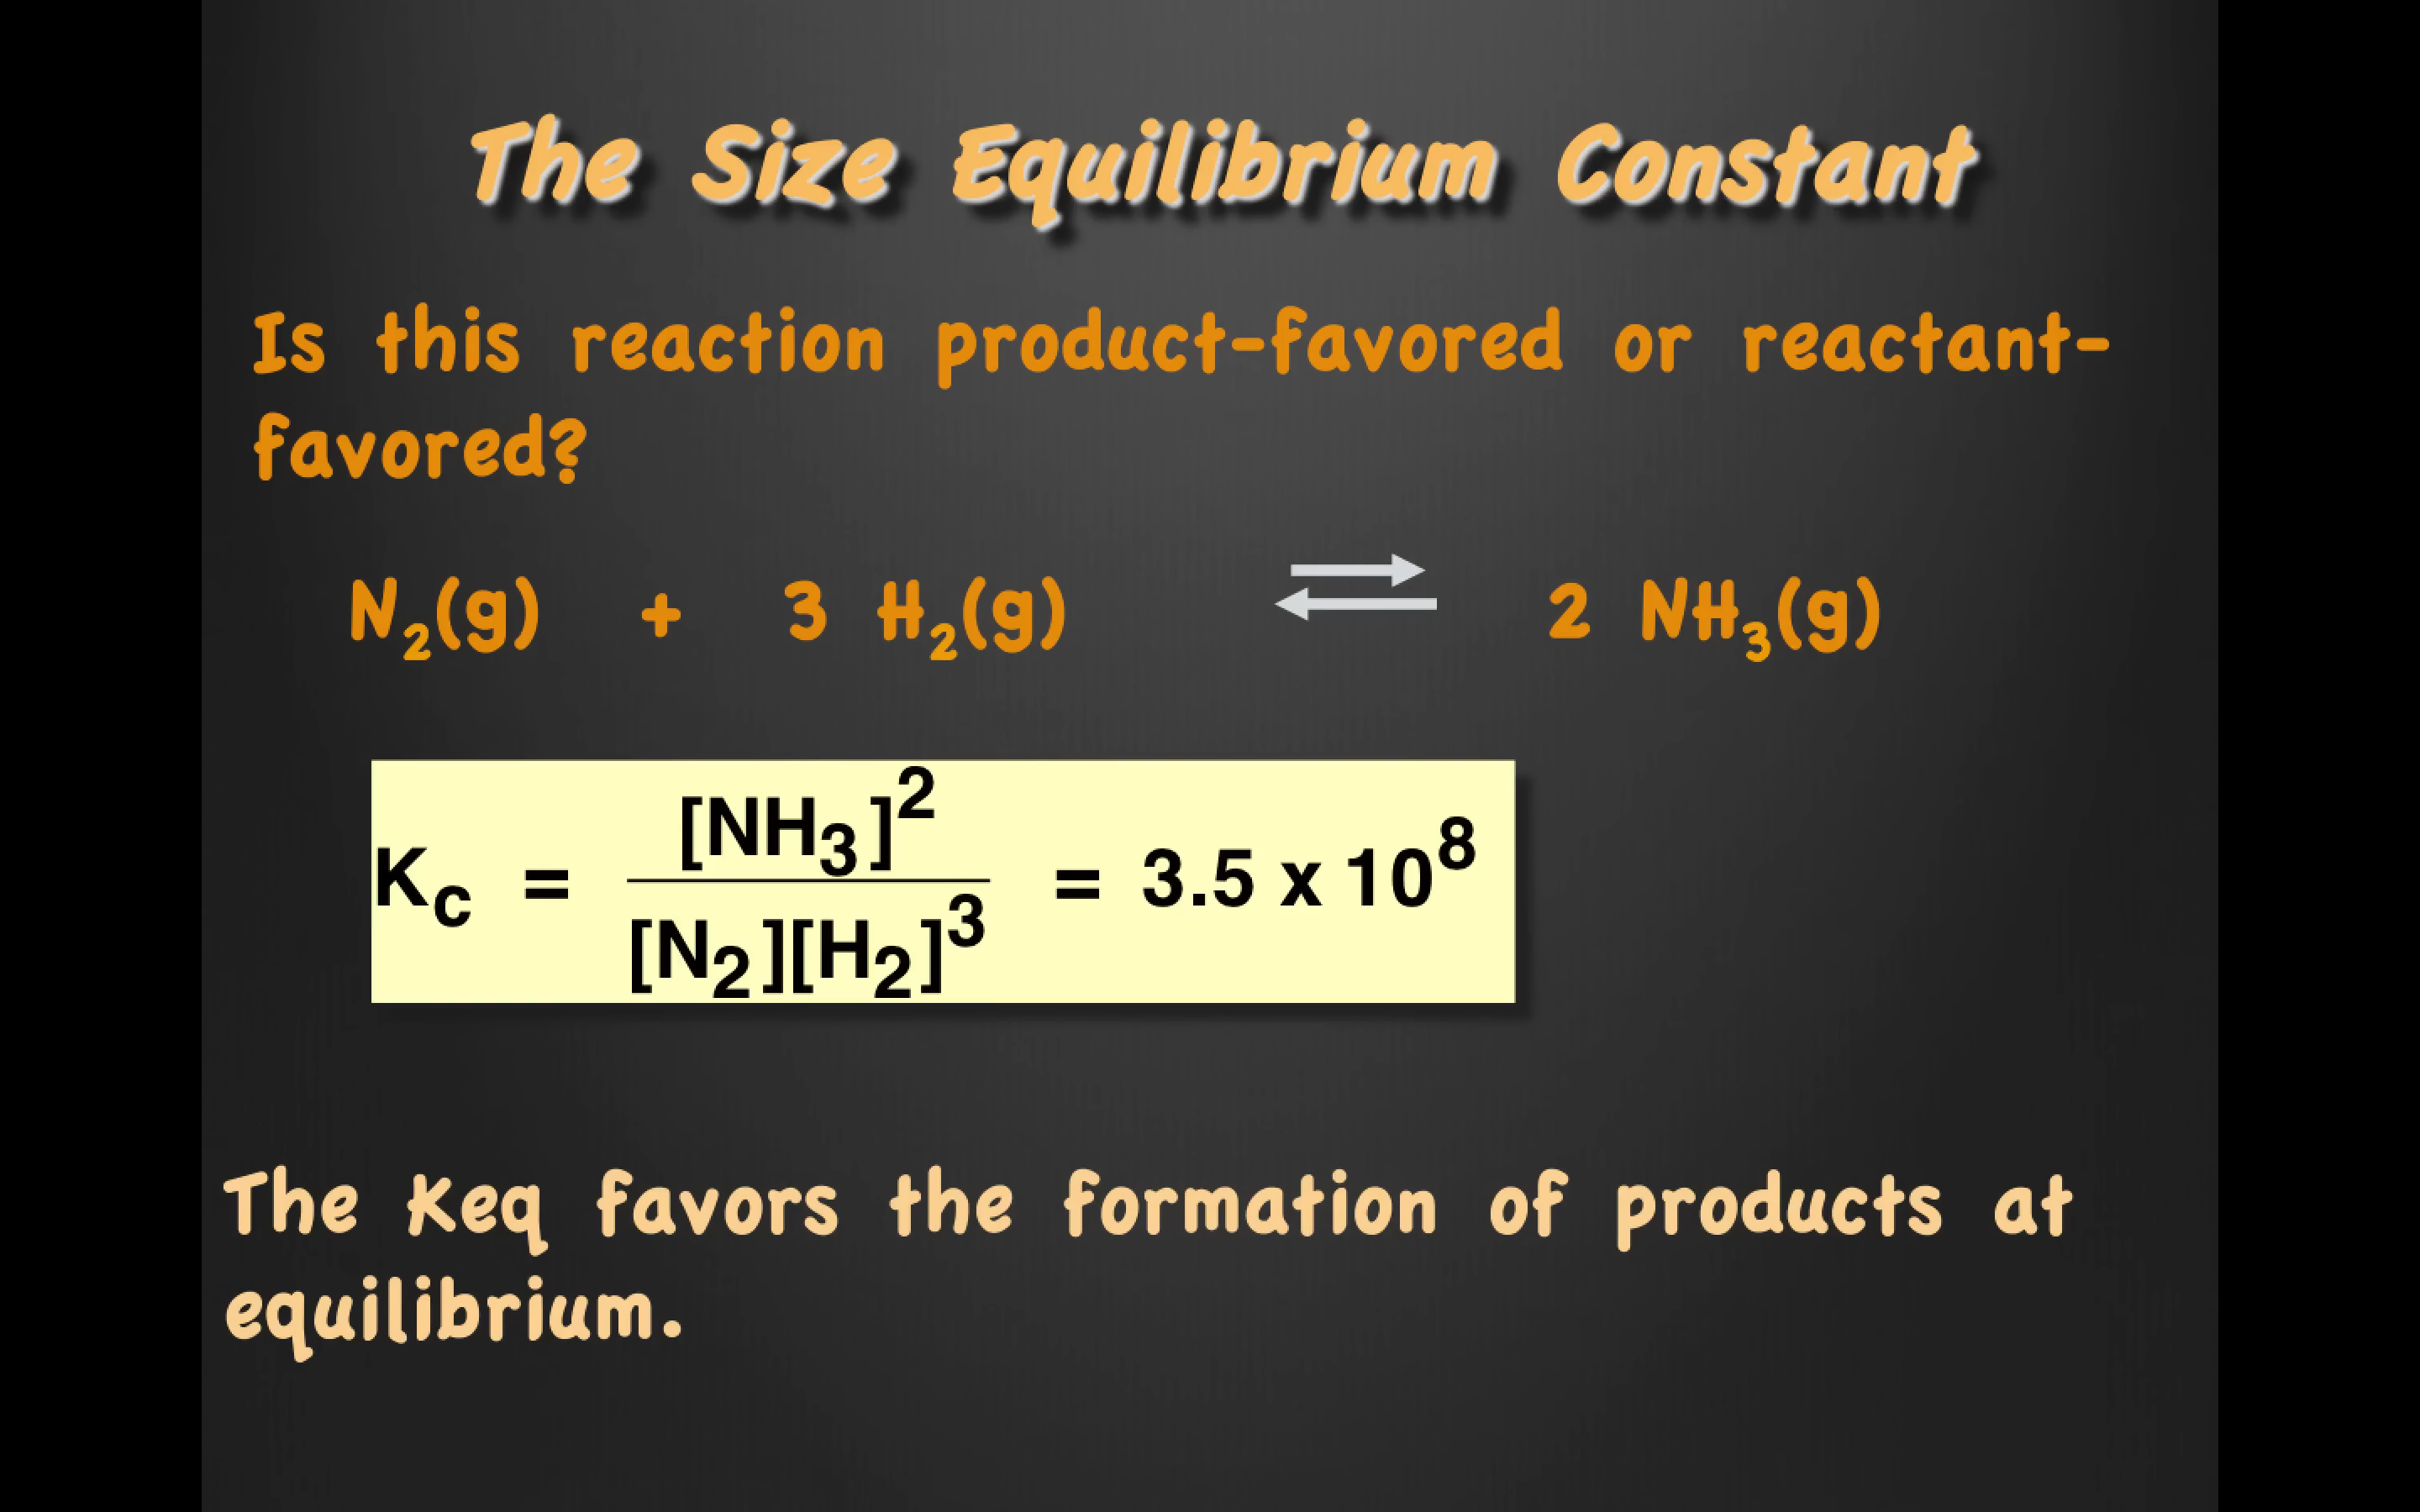 The Size Equilibrium Constant
Is this reaction product-favored or reactant-
favored?
N₂(g) + 3 H₂(g) ⇌ 2 NH₃(g)
Kc = [NH₃]² / [N₂][H₂]³ = 3.5 x 10⁸
The Keq favors the formation of products at
equilibrium.